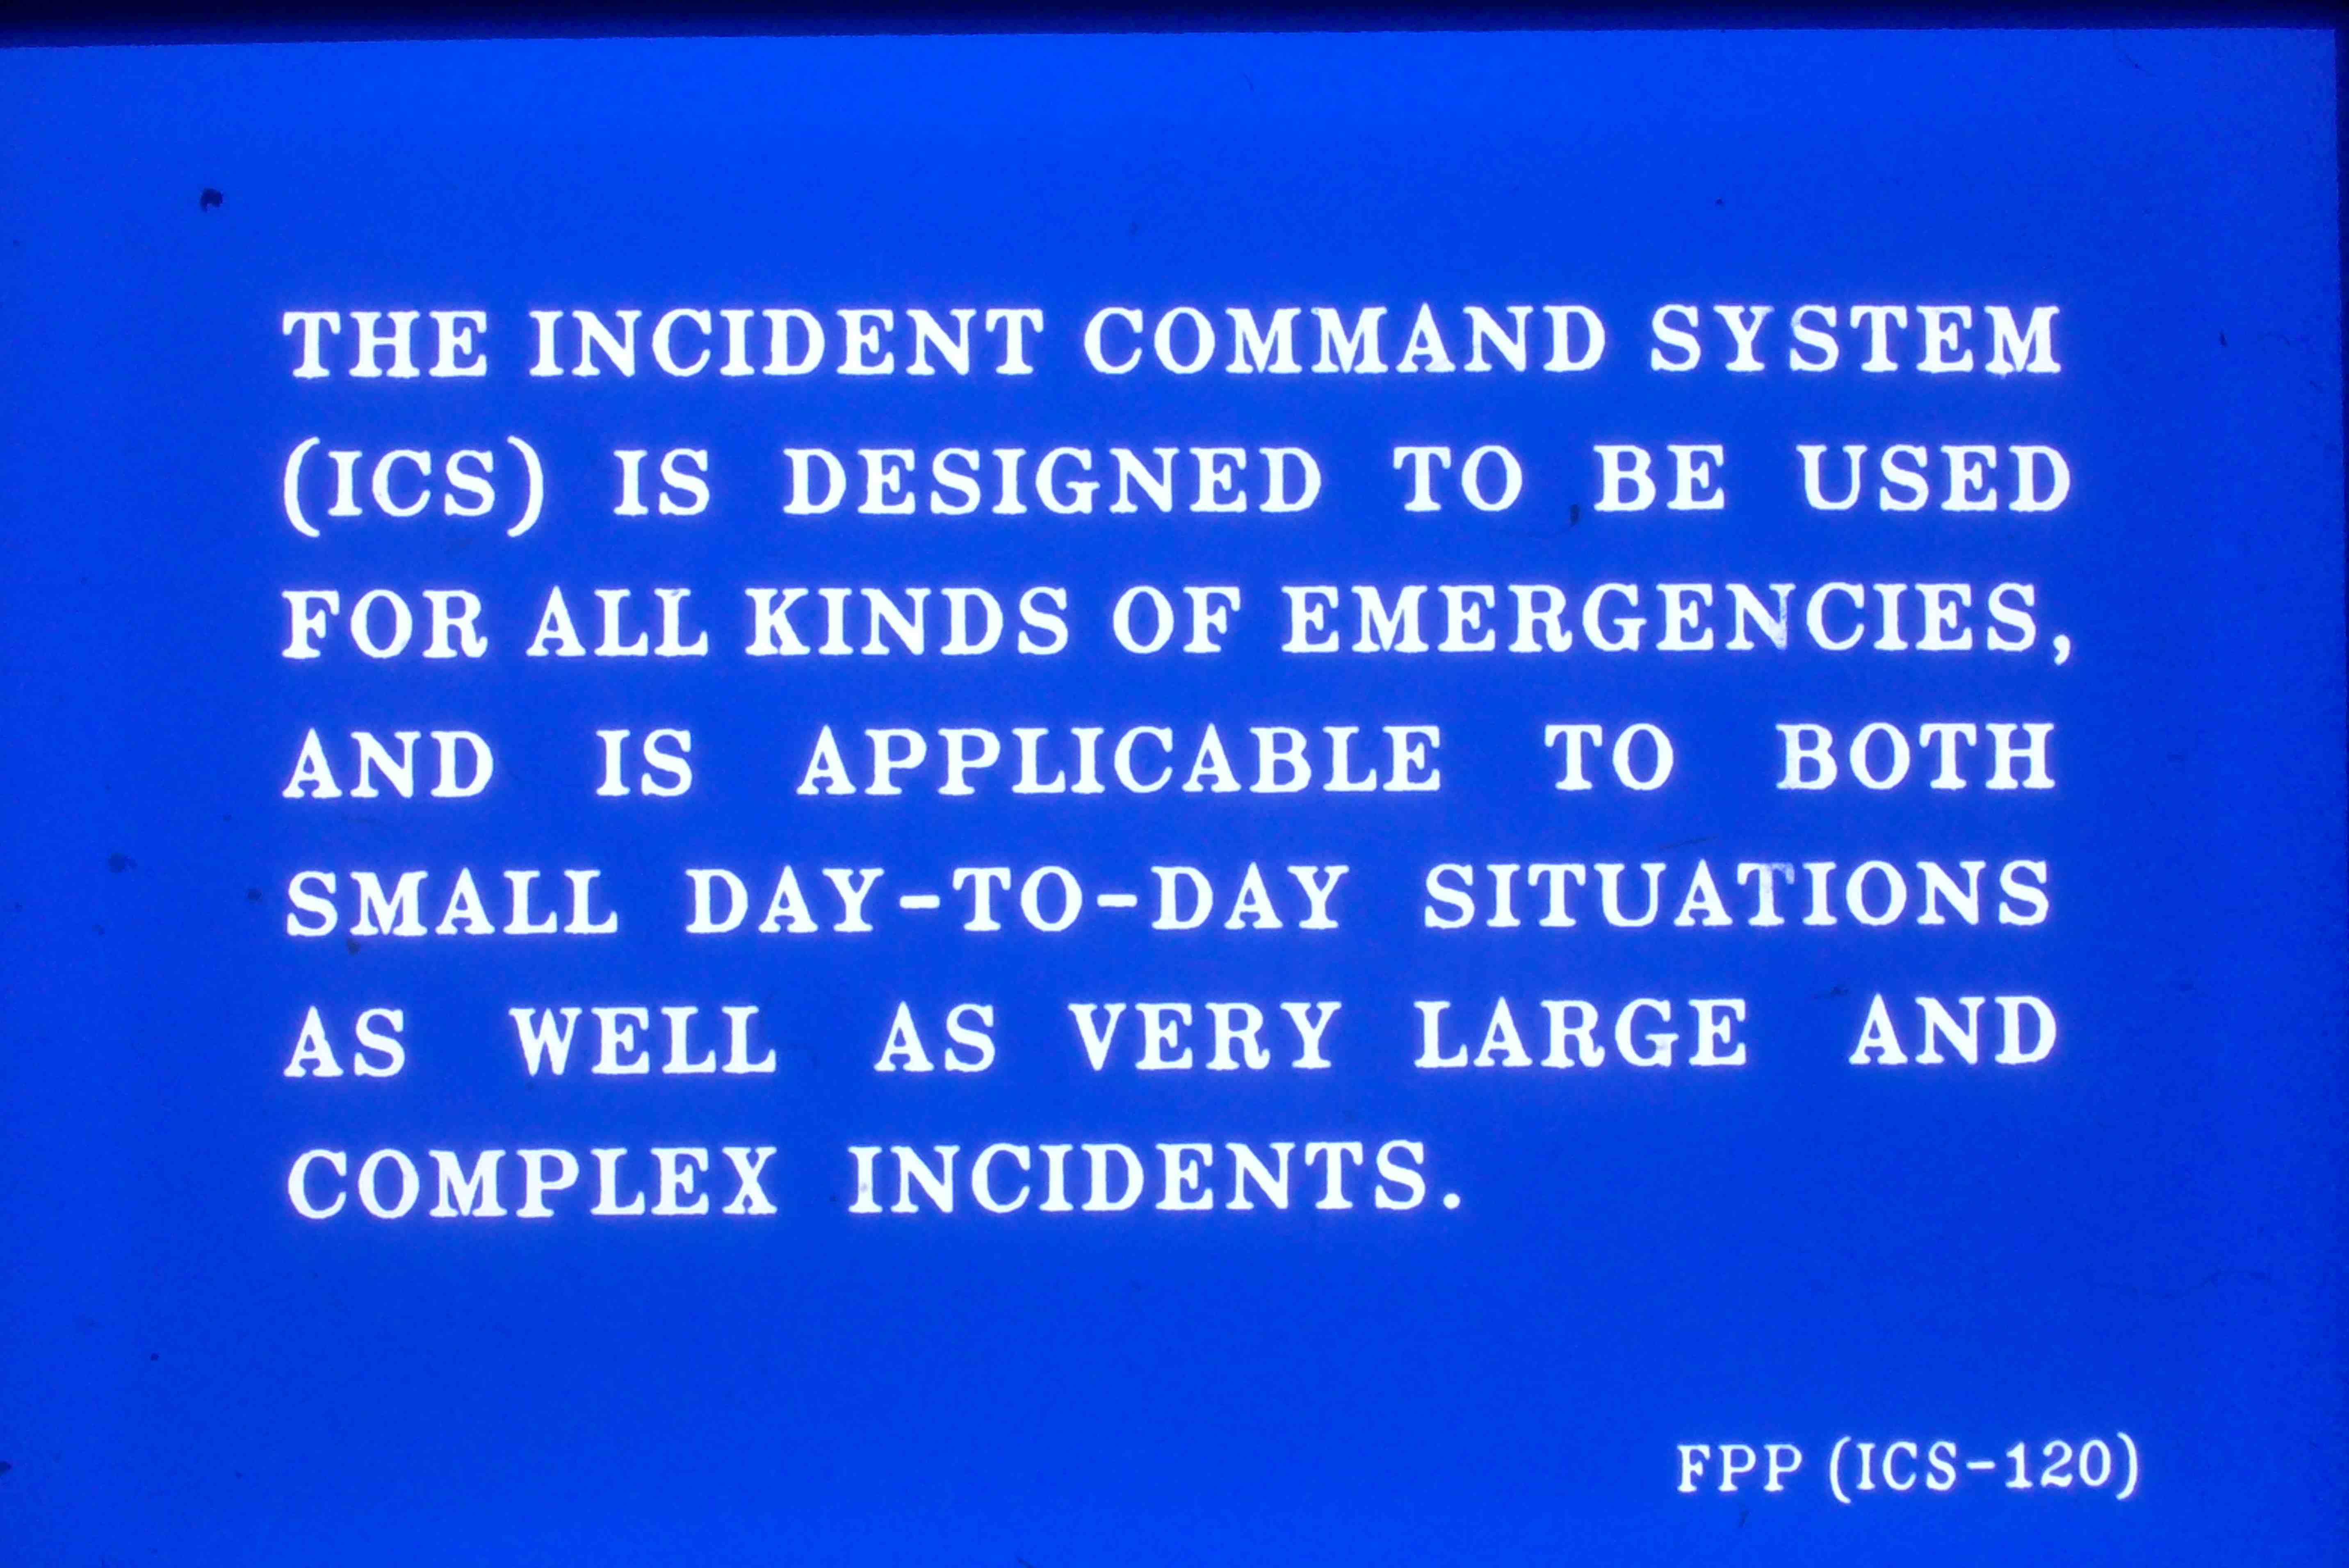 THE INCIDENT COMMAND SYSTEM
(ICS) IS DESIGNED TO BE USED
FOR ALL KINDS OF EMERGENCIES,
AND IS APPLICABLE TO BOTH
SMALL DAY-TO-DAY SITUATIONS
AS WELL AS VERY LARGE AND
COMPLEX INCIDENTS.
FPP (ICS-120)